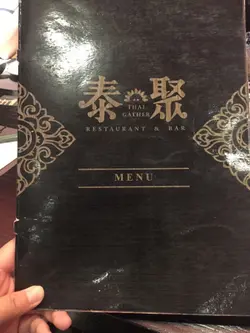 泰 THAI GATHER 聚
RESTAURANT & BAR
MENU